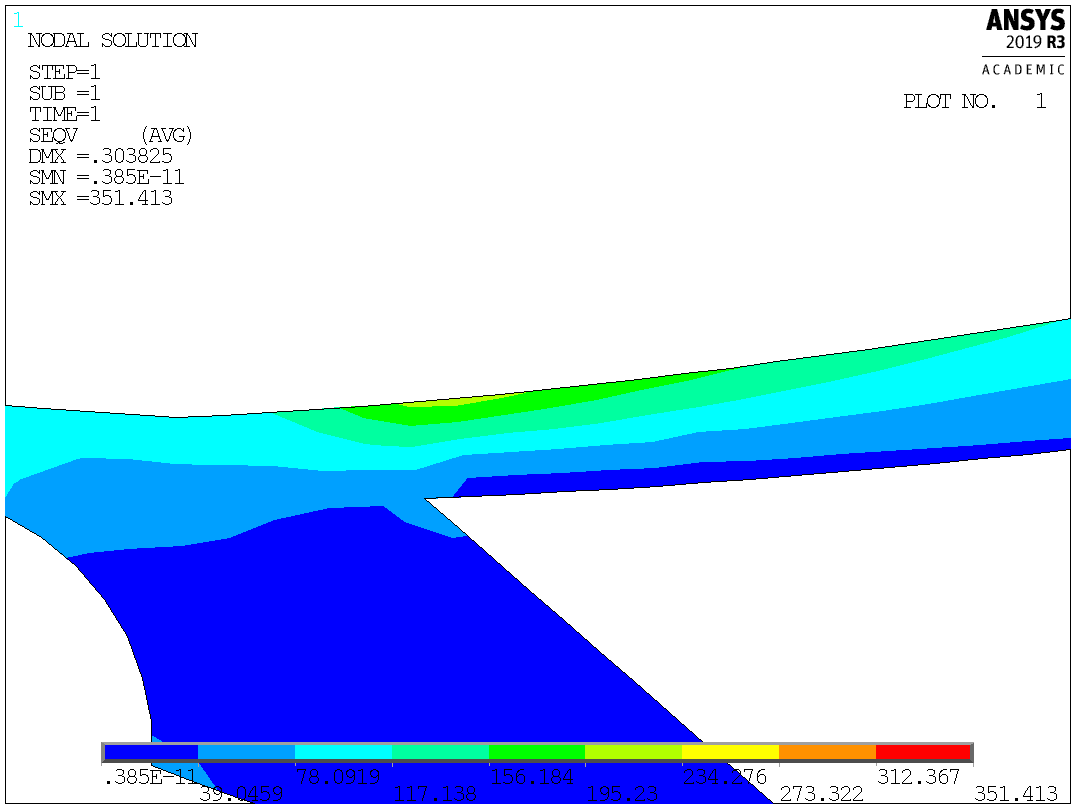 1
NODAL SOLUTION
STEP=1
SUB =1
TIME=1
SEQV (AVG)
DMX =.303825
SMN =.385E-11
SMX =351.413
ANSYS
2019 R3
ACADEMIC
PLOT NO. 1
.385E-11 78.0919 156.184 234.276 312.367
39.0459 117.138 195.23 273.322 351.413